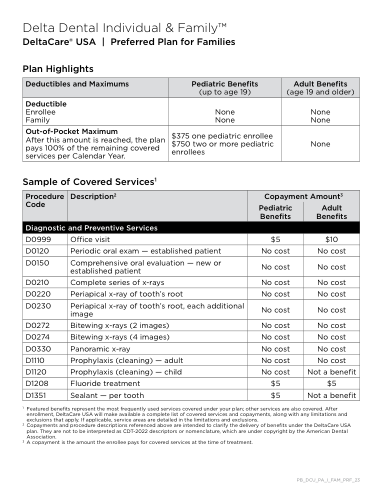 Delta Dental Individual & Family™
DeltaCare® USA | Preferred Plan for Families
Plan Highlights
Deductibles and Maximums
Pediatric Benefits
(up to age 19)
Adult Benefits
(age 19 and older)
Deductible
Enrollee None None
Family None None
Out-of-Pocket Maximum
After this amount is reached, the plan
pays 100% of the remaining covered
services per Calendar Year.
$375 one pediatric enrollee
$750 two or more pediatric
enrollees
None
Sample of Covered Services¹
Procedure
Code
Description²
Copayment Amount³
Pediatric
Benefits
Adult
Benefits
Diagnostic and Preventive Services
D0999 Office visit $5 $10
D0120 Periodic oral exam — established patient No cost No cost
D0150 Comprehensive oral evaluation — new or
established patient No cost No cost
D0210 Complete series of x-rays No cost No cost
D0220 Periapical x-ray of tooth's root No cost No cost
D0230 Periapical x-ray of tooth's root, each additional
image No cost No cost
D0272 Bitewing x-rays (2 images) No cost No cost
D0274 Bitewing x-rays (4 images) No cost No cost
D0330 Panoramic x-ray No cost No cost
D1110 Prophylaxis (cleaning) — adult No cost No cost
D1120 Prophylaxis (cleaning) — child No cost Not a benefit
D1208 Fluoride treatment $5 $5
D1351 Sealant — per tooth $5 Not a benefit
¹ Featured benefits represent the most frequently used services covered under your plan; other services are also covered. After
enrollment, DeltaCare USA will make available a complete list of covered services and copayments, along with any limitations and
exclusions that apply. If applicable, service areas are detailed in the limitations and exclusions.
² Copayments and procedure descriptions referenced above are intended to clarify the delivery of benefits under the DeltaCare USA
plan. They are not to be interpreted as CDT-2022 descriptors or nomenclature, which are under copyright by the American Dental
Association.
³ A copayment is the amount the enrollee pays for covered services at the time of treatment.